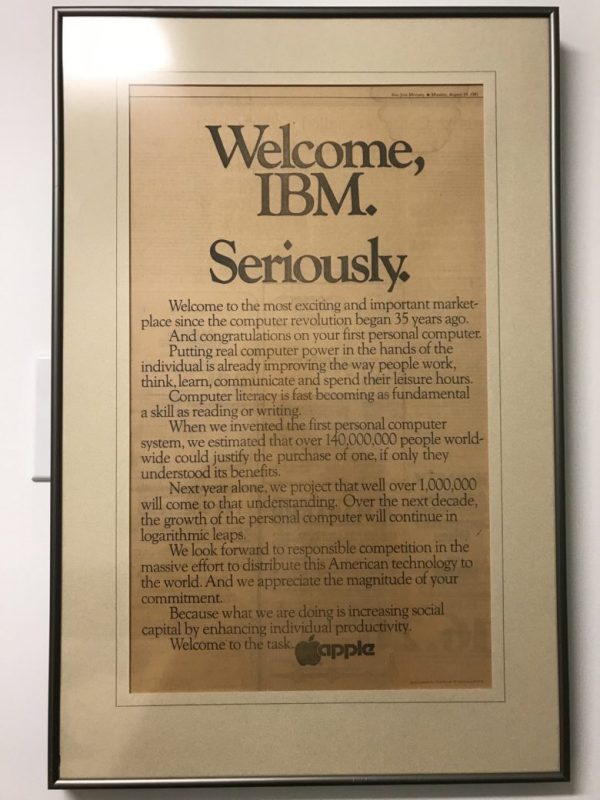 San Jose Mercury ★ Monday, August 24, 1981
Welcome,
IBM.
Seriously.
Welcome to the most exciting and important market-
place since the computer revolution began 35 years ago.
And congratulations on your first personal computer.
Putting real computer power in the hands of the
individual is already improving the way people work,
think, learn, communicate and spend their leisure hours.
Computer literacy is fast becoming as fundamental
a skill as reading or writing.
When we invented the first personal computer
system, we estimated that over 140,000,000 people world-
wide could justify the purchase of one, if only they
understood its benefits.
Next year alone, we project that well over 1,000,000
will come to that understanding. Over the next decade,
the growth of the personal computer will continue in
logarithmic leaps.
We look forward to responsible competition in the
massive effort to distribute this American technology to
the world. And we appreciate the magnitude of your
commitment.
Because what we are doing is increasing social
capital by enhancing individual productivity.
Welcome to the task. apple